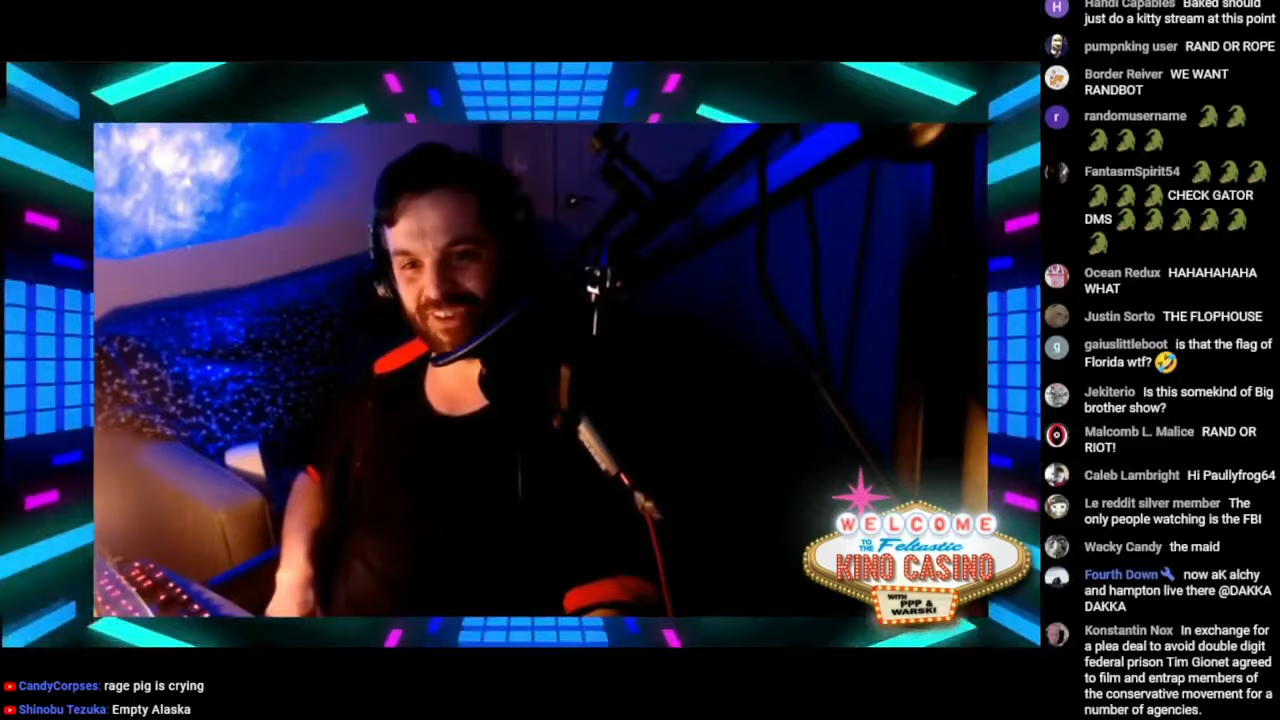 Handi Capables Baked should
just do a kitty stream at this point
pumpnking user RAND OR ROPE
Border Reiver WE WANT
RANDBOT
randomusername
FantasmSpirit54
CHECK GATOR
DMS
Ocean Redux HAHAHAHAHA
WHAT
Justin Sorto THE FLOPHOUSE
gaiuslittleboot is that the flag of
Florida wtf? 🤣
Jekiterio Is this somekind of Big
brother show?
Malcomb L. Malice RAND OR
RIOT!
Caleb Lambright Hi Paullyfrog64
Le reddit silver member The
only people watching is the FBI
Wacky Candy the maid
Fourth Down now aK alchy
and hampton live there @DAKKA
DAKKA
Konstantin Nox In exchange for
a plea deal to avoid double digit
federal prison Tim Gionet agreed
to film and entrap members of
the conservative movement for a
number of agencies.
WELCOME
TO THE Feltastic
KINO CASINO
WITH
PPP &
WARSKI
CandyCorpses: rage pig is crying
Shinobu Tezuka: Empty Alaska